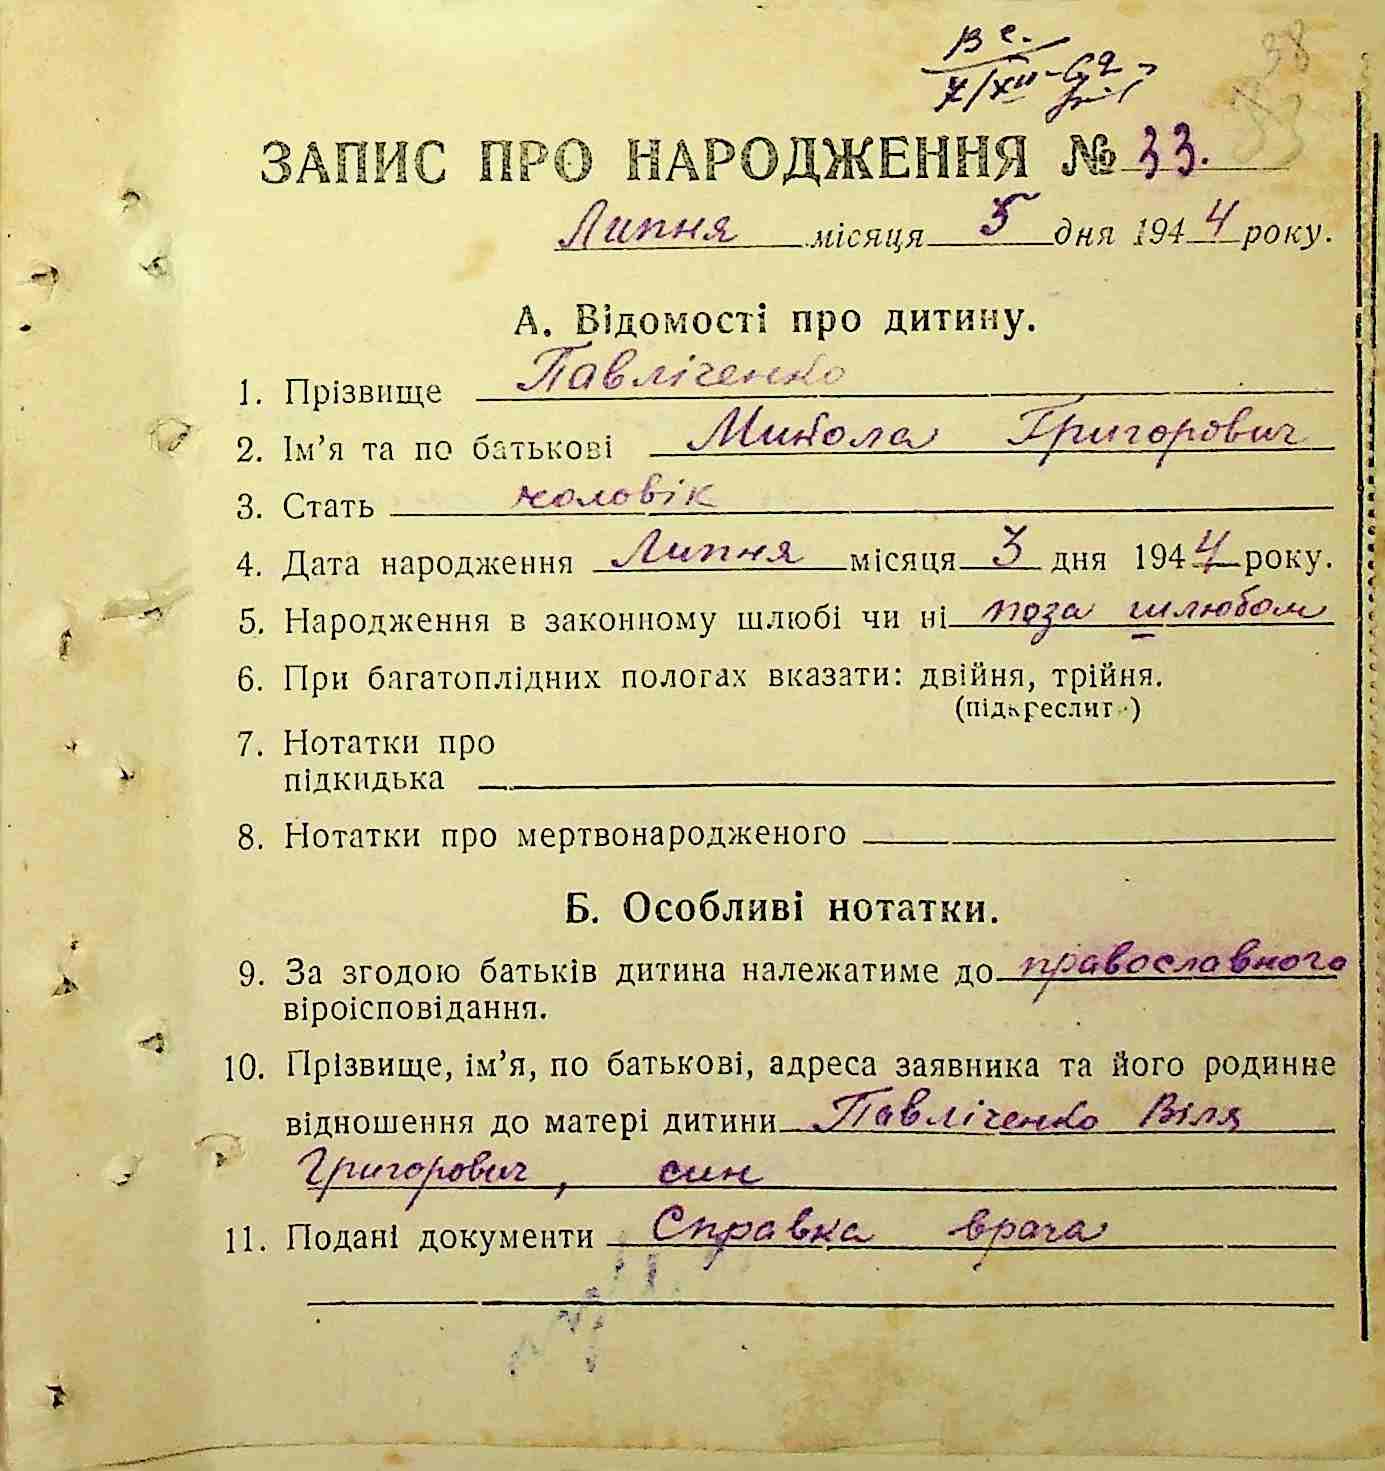 38
33
ЗАПИС ПРО НАРОДЖЕННЯ № 33.
Липня місяця 5 дня 1944 року.
А. Відомості про дитину.
1. Прізвище Павліченко
2. Ім’я та по батькові Микола Григорович
3. Стать чоловік
4. Дата народження Липня місяця 3 дня 1944 року.
5. Народження в законному шлюбі чи ні поза шлюбом
6. При багатоплідних пологах вказати: двійня, трійня.
(підкреслит)
7. Нотатки про
підкидька
8. Нотатки про мертвонародженого
Б. Особливі нотатки.
9. За згодою батьків дитина належатиме до православного
віроісповідання.
10. Прізвище, ім’я, по батькові, адреса заявника та його родинне
відношення до матері дитини Павліченко Віля
Григорович, син
11. Подані документи Справка врача